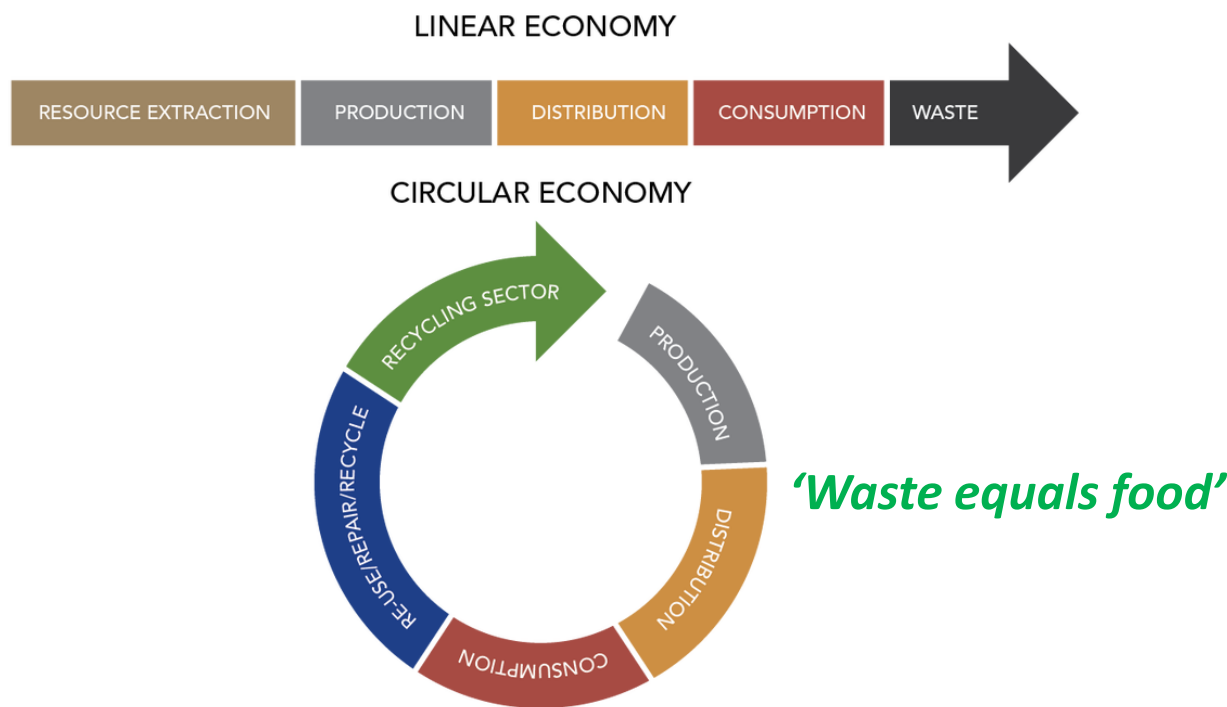 LINEAR ECONOMY
RESOURCE EXTRACTION
PRODUCTION
DISTRIBUTION
CONSUMPTION
WASTE
CIRCULAR ECONOMY
RECYCLING SECTOR
PRODUCTION
DISTRIBUTION
CONSUMPTION
RE-USE/REPAIR/RECYCLE
‘Waste equals food’